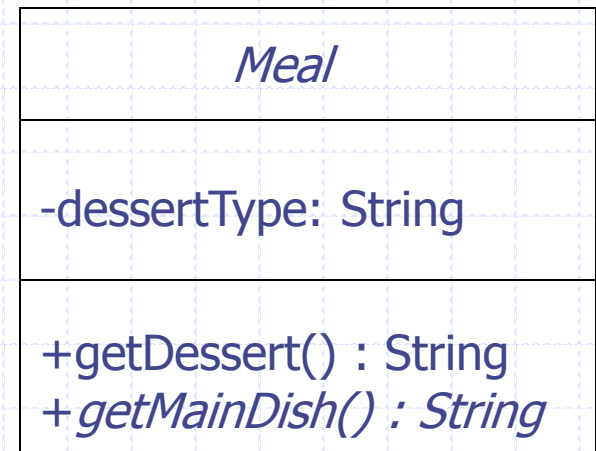 Meal
-dessertType: String
+getDessert() : String
+getMainDish() : String